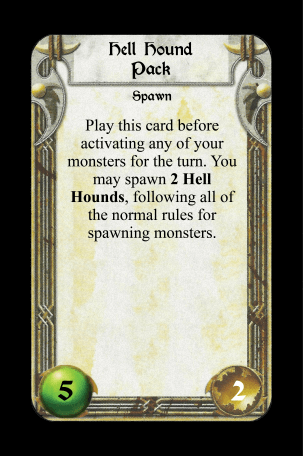 Hell Hound
Pack
Spawn
Play this card before
activating any of your
monsters for the turn. You
may spawn 2 Hell
Hounds, following all of
the normal rules for
spawning monsters.
5
2